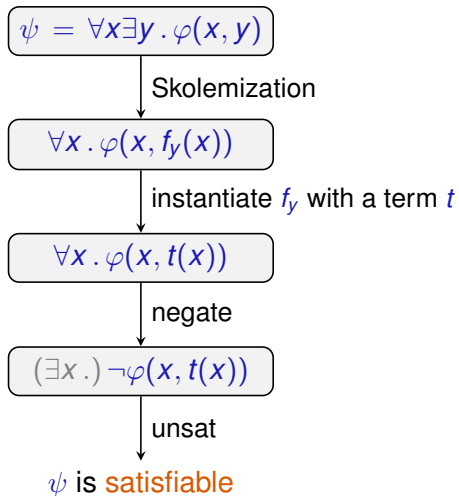 ψ = ∀x∃y . φ(x, y)
Skolemization
∀x . φ(x, f_y(x))
instantiate f_y with a term t
∀x . φ(x, t(x))
negate
(∃x .) ¬φ(x, t(x))
unsat
ψ is satisfiable